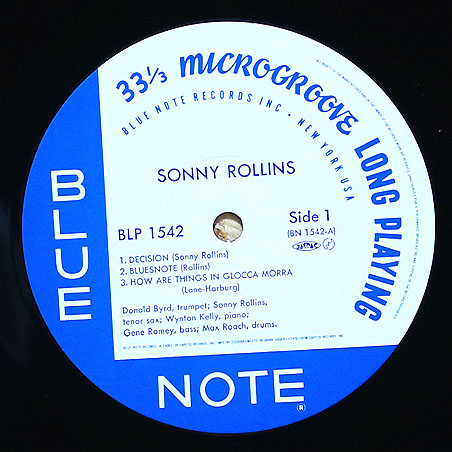 33⅓ MICROGROOVE LONG PLAYING
BLUE NOTE RECORDS INC · NEW YORK USA
SONNY ROLLINS
BLP 1542
Side 1
(BN 1542-A)
JASRAC
1. DECISION (Sonny Rollins)
2. BLUESNOTE (Rollins)
3. HOW ARE THINGS IN GLOCCA MORRA
(Lane-Harburg)
Donald Byrd, trumpet; Sonny Rollins,
tenor sax; Wynton Kelly, piano;
Gene Ramey, bass; Max Roach, drums.
BLUE
NOTE
®